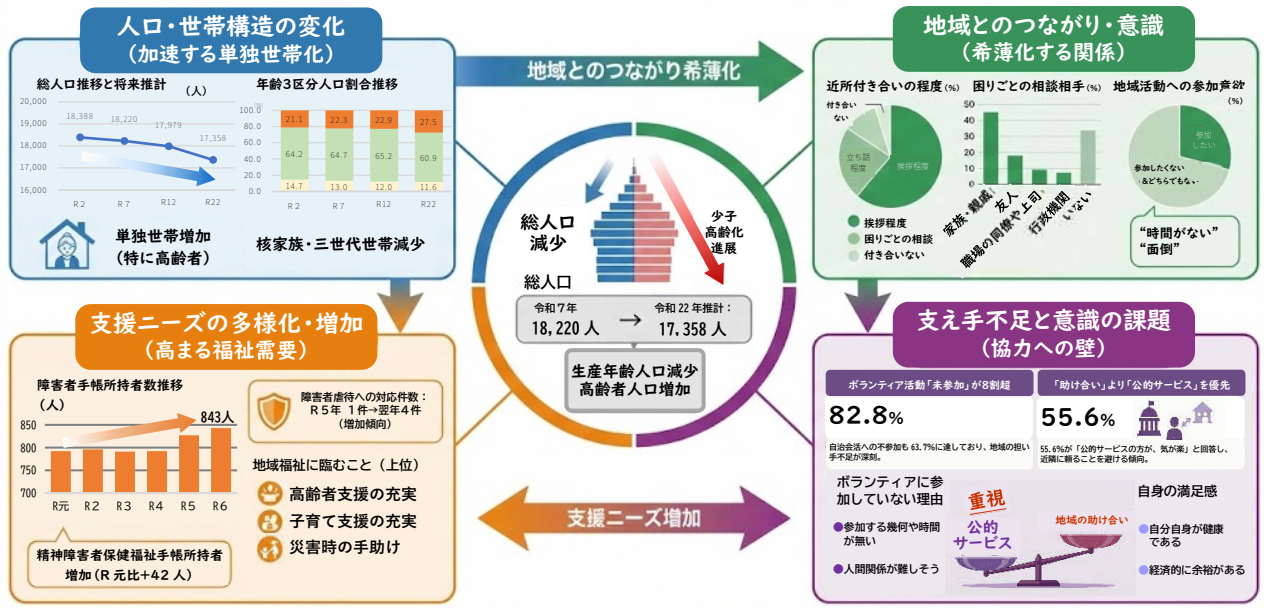 人口・世帯構造の変化
（加速する単独世帯化）
総人口推移と将来推計
（人）
20,000
19,000
18,000
17,000
16,000
18,388
18,220
17,979
17,358
R2
R7
R12
R22
年齢3区分人口割合推移
100.0
80.0
60.0
40.0
20.0
0.0
21.1
22.3
22.9
27.5
64.2
64.7
65.2
60.9
14.7
13.0
12.0
11.6
R2
R7
R12
R22
単独世帯増加
（特に高齢者）
核家族・三世代世帯減少
地域とのつながり希薄化
地域とのつながり・意識
（希薄化する関係）
近所付き合いの程度(%)
付き合い
ない
立ち話
程度
挨拶程度
挨拶程度
困りごとの相談
付き合いない
困りごとの相談相手(%)
50
40
30
20
10
0
家族・親戚
友人
職場の同僚や上司
行政機関
いない
地域活動への参加意欲
(%)
参加
したい
参加したくない
&どちらでもない
“時間がない”
“面倒”
総人口
減少
少子
高齢化
進展
総人口
令和7年
18,220人
→
令和22年推計：
17,358人
生産年齢人口減少
高齢者人口増加
支援ニーズの多様化・増加
（高まる福祉需要）
障害者手帳所持者数推移
（人）
850
800
750
700
843人
R元
R2
R3
R4
R5
R6
精神障害者保健福祉手帳所持者
増加（R元比+42人）
障害者虐待への対応件数：
R5年 1件→翌年4件
（増加傾向）
地域福祉に臨むこと（上位）
高齢者支援の充実
子育て支援の充実
災害時の手助け
支援ニーズ増加
支え手不足と意識の課題
（協力への壁）
ボランティア活動「未参加」が8割超
82.8%
自治会活への不参加も63.7%に達しており、地域の担い
手不足が深刻。
「助け合い」より「公的サービス」を優先
55.6%
55.6%が「公的サービスの方が、気が楽」と回答し、
近隣に頼ることを避ける傾向。
ボランティアに参
加していない理由
●参加する幾何や時間
が無い
●人間関係が難しそう
重視
公的
サービス
地域の助け合い
自身の満足感
●自分自身が健康
である
●経済的に余裕がある